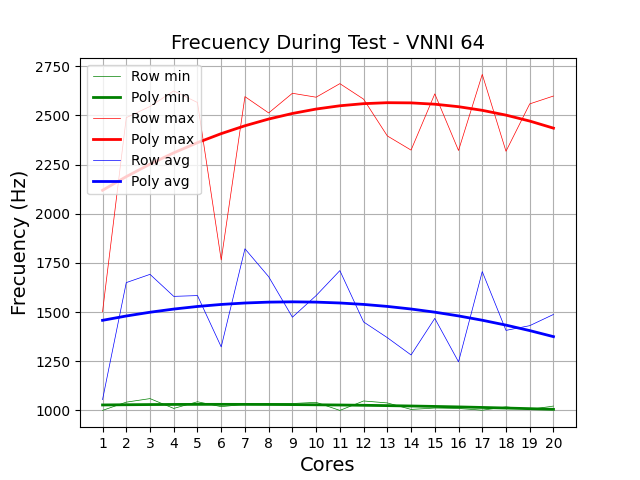 Frecuency During Test - VNNI 64
Row min
Poly min
Row max
Poly max
Row avg
Poly avg
Frecuency (Hz)
2750
2500
2250
2000
1750
1500
1250
1000
1 2 3 4 5 6 7 8 9 10 11 12 13 14 15 16 17 18 19 20
Cores